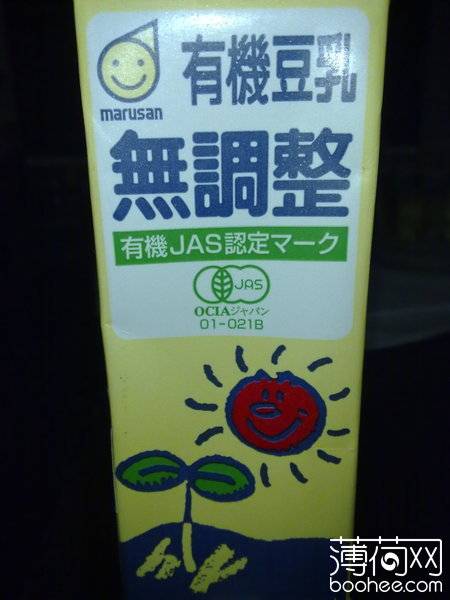 有機豆乳
marusan
無調整
有機JAS認定マーク
JAS
OCIAジャパン
01-021B
薄荷网
boohee.com